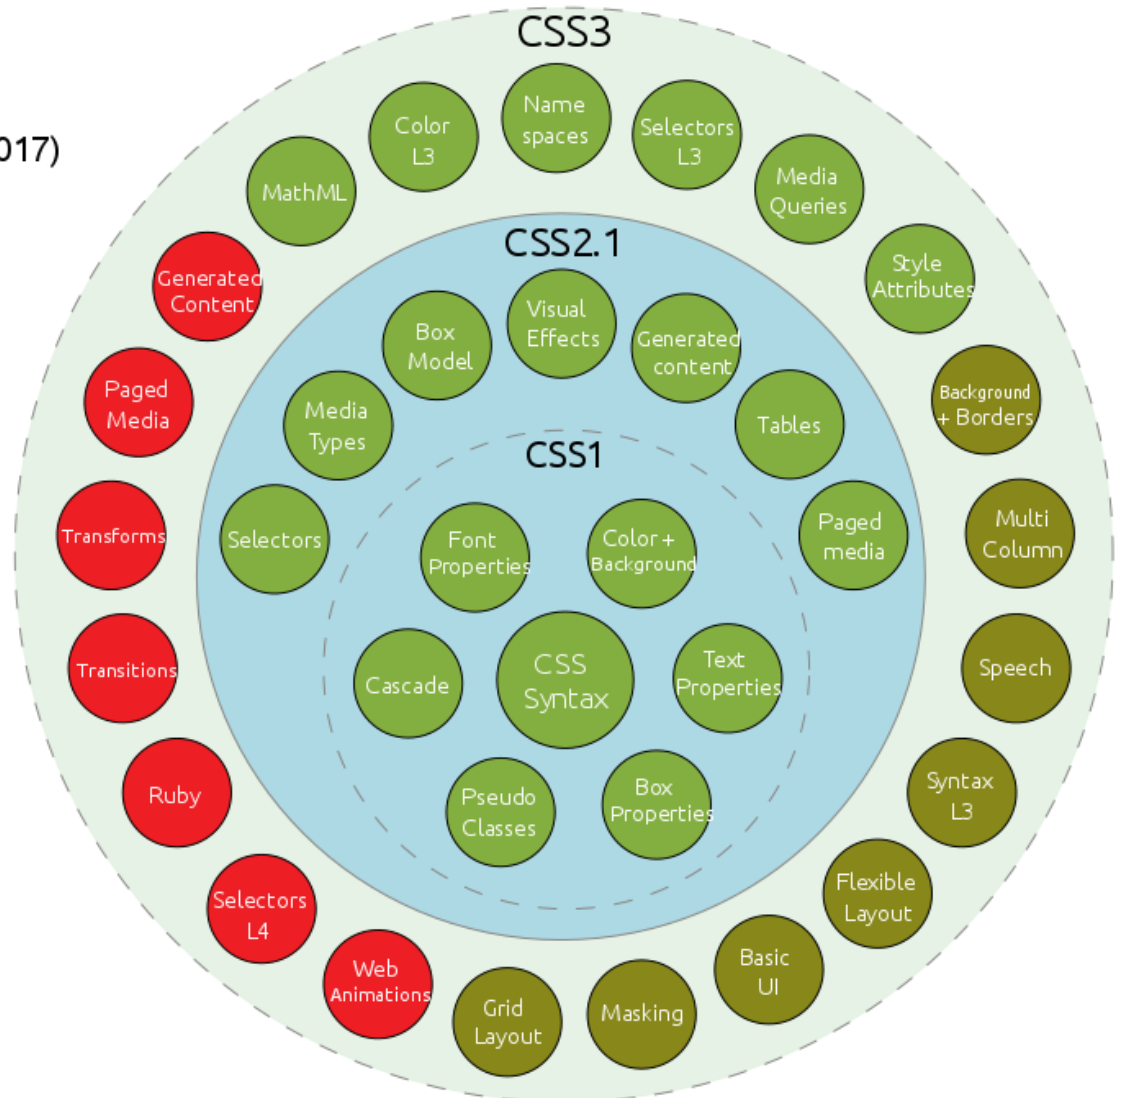 CSS3
017)
Name
spaces
Color
L3
Selectors
L3
MathML
Media
Queries
Generated
Content
Style
Attributes
Paged
Media
Background
+ Borders
Transforms
Multi
Column
Transitions
Speech
Ruby
Syntax
L3
Selectors
L4
Flexible
Layout
Web
Animations
Basic
UI
Grid
Layout
Masking
CSS2.1
Visual
Effects
Box
Model
Generated
content
Media
Types
Tables
Selectors
Paged
media
CSS1
Font
Properties
Color +
Background
Cascade
CSS
Syntax
Text
Properties
Pseudo
Classes
Box
Properties